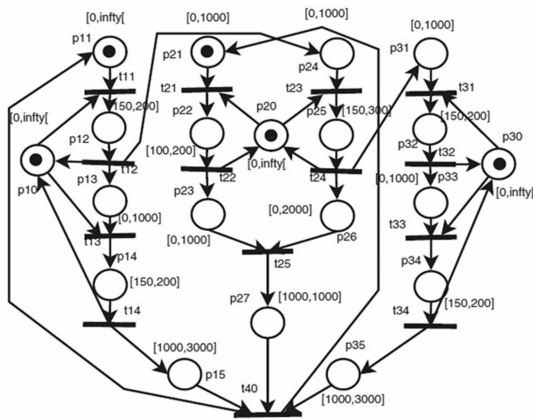 [0,infty[
[0,1000]
[0,1000]
[0,1000]
[0,1000]
p11
p21
p24
p31
t11
t21
t23
t31
[150,200]
p22
p25
[150,300]
[150,200]
[0,infty[
p12
p20
p32
p30
[100,200]
[0,infty[
t12
t22
t24
t32
p10
p13
p23
[0,1000]
p33
[0,infty[
[0,1000]
[0,1000]
[0,2000]
p26
t13
t33
p14
t25
p34
[150,200]
p27
[1000,1000]
[150,200]
t14
t34
[1000,3000]
p15
p35
t40
[1000,3000]